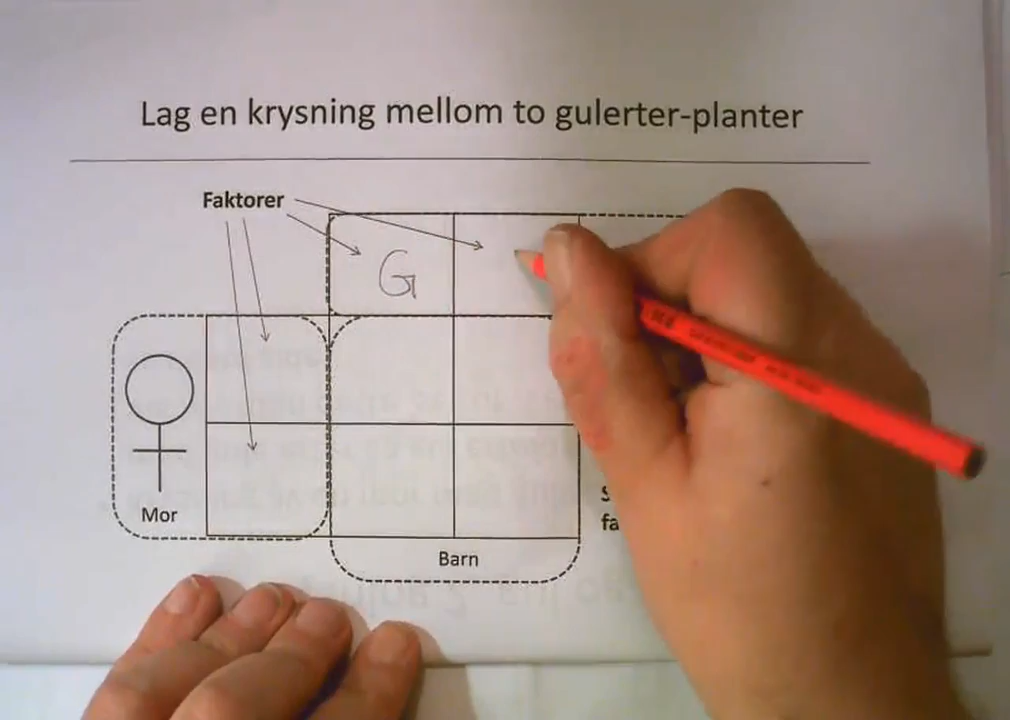 Lag en krysning mellom to gulerter-planter
Faktorer
G
Mor
Barn